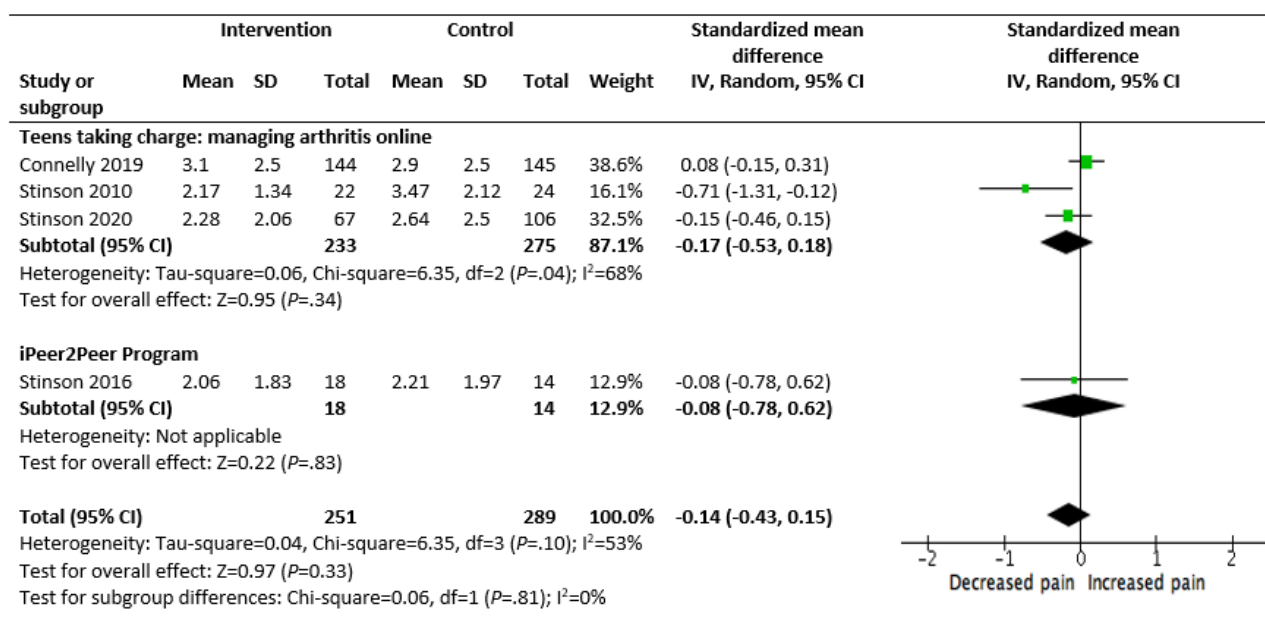 Intervention Control Standardized mean difference Standardized mean difference
Study or subgroup Mean SD Total Mean SD Total Weight IV, Random, 95% CI IV, Random, 95% CI
Teens taking charge: managing arthritis online
Connelly 2019 3.1 2.5 144 2.9 2.5 145 38.6% 0.08 (-0.15, 0.31)
Stinson 2010 2.17 1.34 22 3.47 2.12 24 16.1% -0.71 (-1.31, -0.12)
Stinson 2020 2.28 2.06 67 2.64 2.5 106 32.5% -0.15 (-0.46, 0.15)
Subtotal (95% CI) 233 275 87.1% -0.17 (-0.53, 0.18)
Heterogeneity: Tau-square=0.06, Chi-square=6.35, df=2 (P=.04); I²=68%
Test for overall effect: Z=0.95 (P=.34)
iPeer2Peer Program
Stinson 2016 2.06 1.83 18 2.21 1.97 14 12.9% -0.08 (-0.78, 0.62)
Subtotal (95% CI) 18 14 12.9% -0.08 (-0.78, 0.62)
Heterogeneity: Not applicable
Test for overall effect: Z=0.22 (P=.83)
Total (95% CI) 251 289 100.0% -0.14 (-0.43, 0.15)
Heterogeneity: Tau-square=0.04, Chi-square=6.35, df=3 (P=.10); I²=53%
Test for overall effect: Z=0.97 (P=0.33)
Test for subgroup differences: Chi-square=0.06, df=1 (P=.81); I²=0%
-2 -1 0 1 2
Decreased pain Increased pain